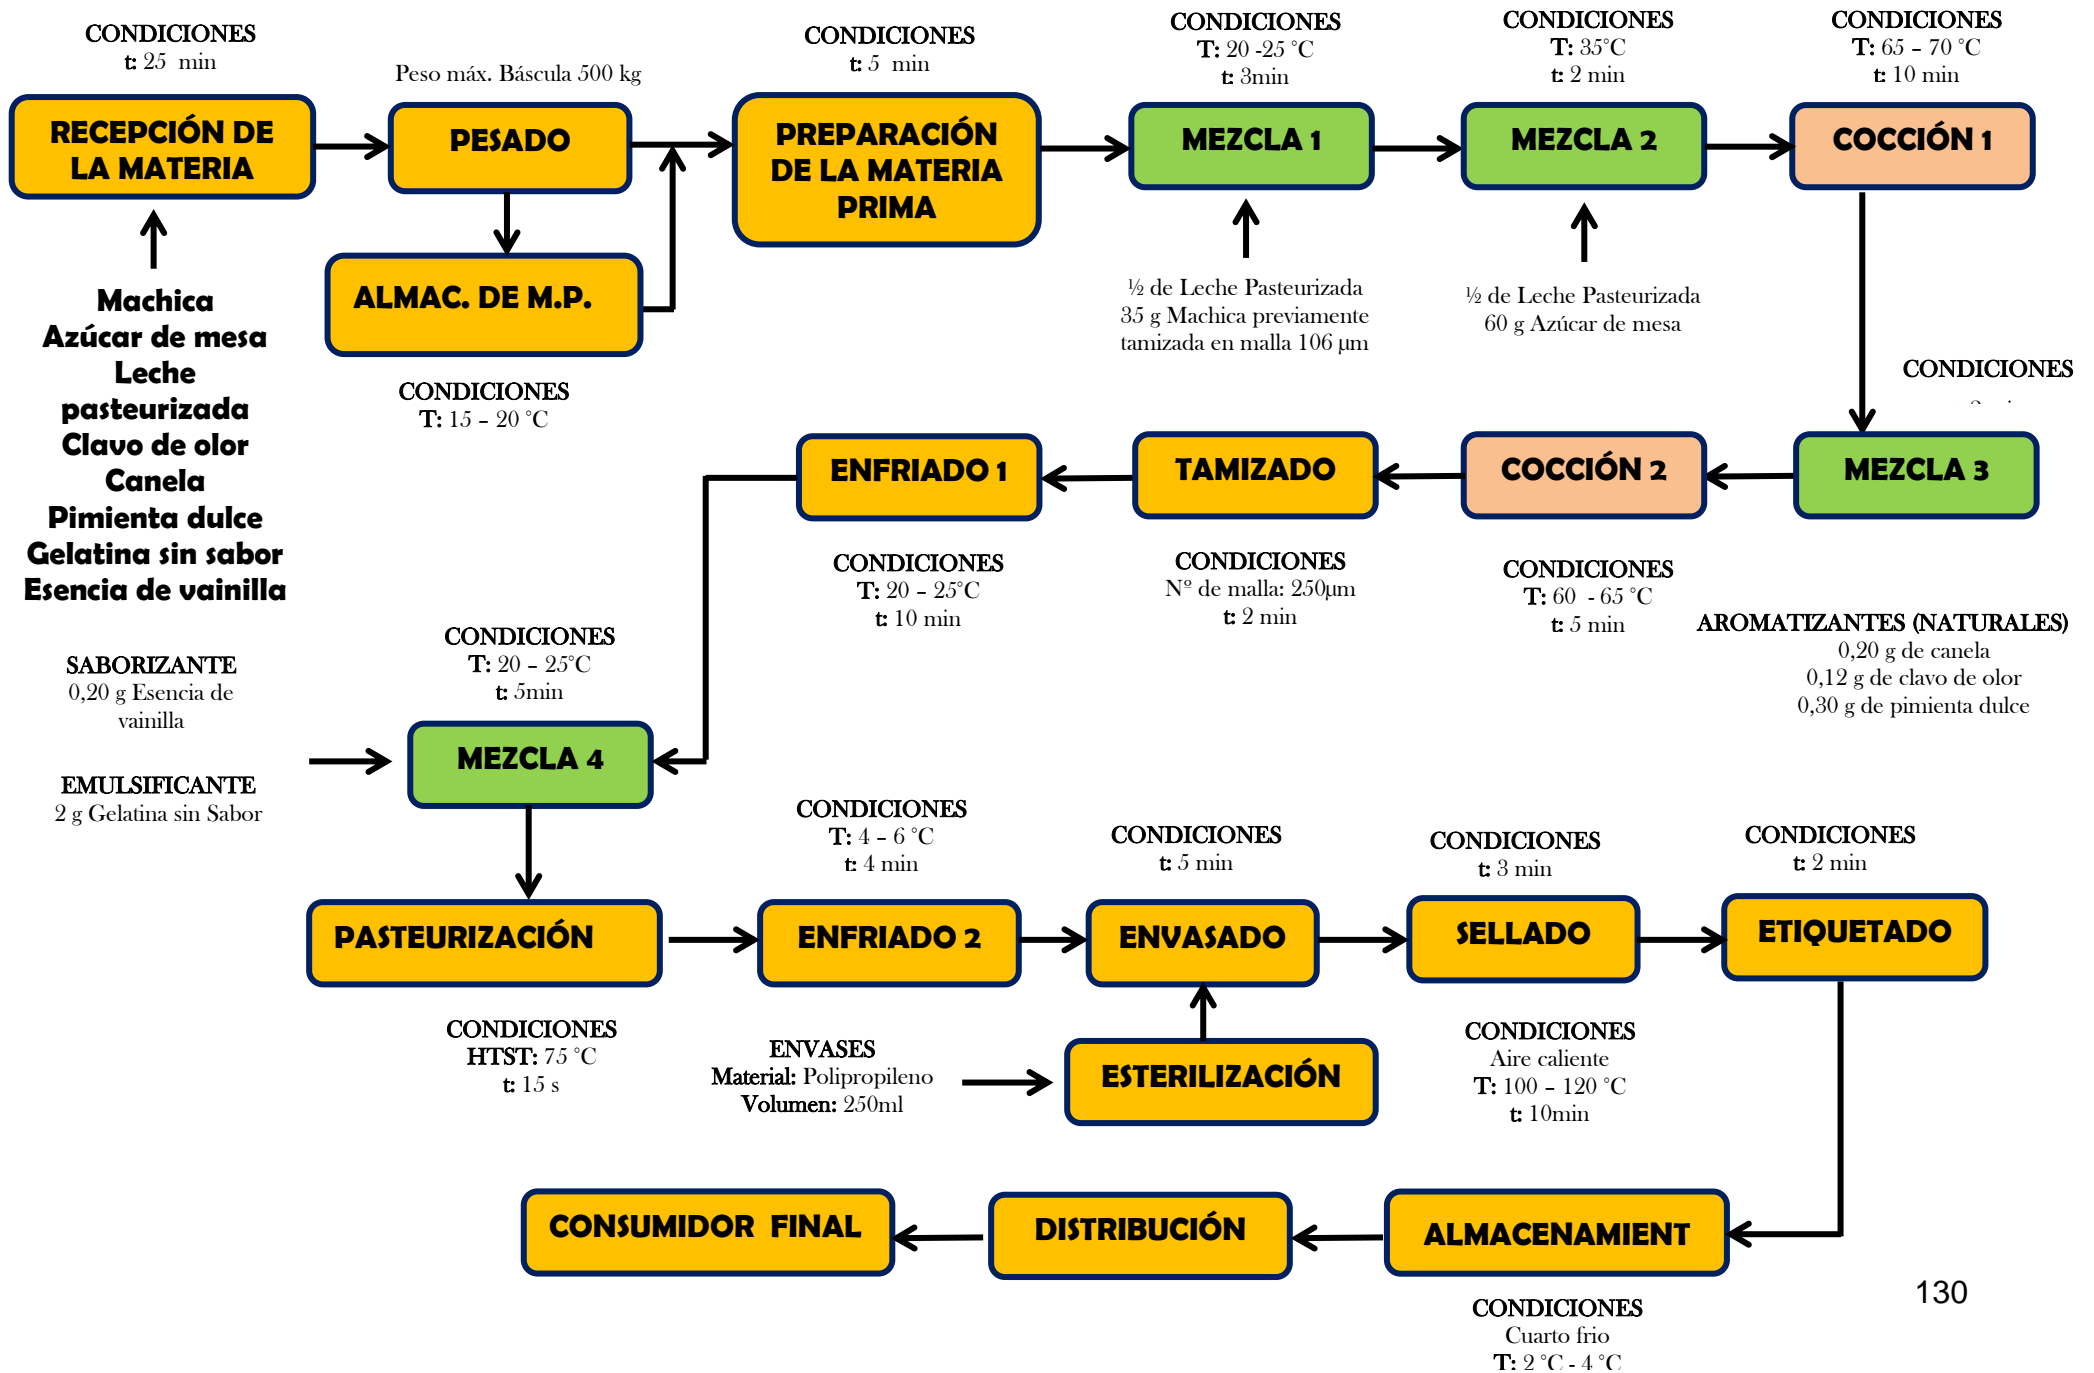 CONDICIONES
t: 25  min
RECEPCIÓN DE
LA MATERIA
Machica
Azúcar de mesa
Leche
pasteurizada
Clavo de olor
Canela
Pimienta dulce
Gelatina sin sabor
Esencia de vainilla
Peso máx. Báscula 500 kg
PESADO
ALMAC. DE M.P.
CONDICIONES
T: 15 – 20 °C
CONDICIONES
t: 5  min
PREPARACIÓN
DE LA MATERIA
PRIMA
CONDICIONES
T: 20 -25 °C
t: 3min
MEZCLA 1
½ de Leche Pasteurizada
35 g Machica previamente
tamizada en malla 106 µm
CONDICIONES
T: 35°C
t: 2 min
MEZCLA 2
½ de Leche Pasteurizada
60 g Azúcar de mesa
CONDICIONES
T: 65 – 70 °C
t: 10 min
COCCIÓN 1
CONDICIONES
MEZCLA 3
AROMATIZANTES (NATURALES)
0,20 g de canela
0,12 g de clavo de olor
0,30 g de pimienta dulce
COCCIÓN 2
CONDICIONES
T: 60  - 65 °C
t: 5 min
TAMIZADO
CONDICIONES
Nº de malla: 250µm
t: 2 min
ENFRIADO 1
CONDICIONES
T: 20 – 25°C
t: 10 min
CONDICIONES
T: 20 – 25°C
t: 5min
SABORIZANTE
0,20 g Esencia de
vainilla
EMULSIFICANTE
2 g Gelatina sin Sabor
MEZCLA 4
PASTEURIZACIÓN
CONDICIONES
HTST: 75 °C
t: 15 s
CONDICIONES
T: 4 – 6 °C
t: 4 min
ENFRIADO 2
CONDICIONES
t: 5 min
ENVASADO
ENVASES
Material: Polipropileno
Volumen: 250ml
ESTERILIZACIÓN
CONDICIONES
Aire caliente
T: 100 – 120 °C
t: 10min
CONDICIONES
t: 3 min
SELLADO
CONDICIONES
t: 2 min
ETIQUETADO
ALMACENAMIENT
CONDICIONES
Cuarto frio
T: 2 °C - 4 °C
DISTRIBUCIÓN
CONSUMIDOR  FINAL
130